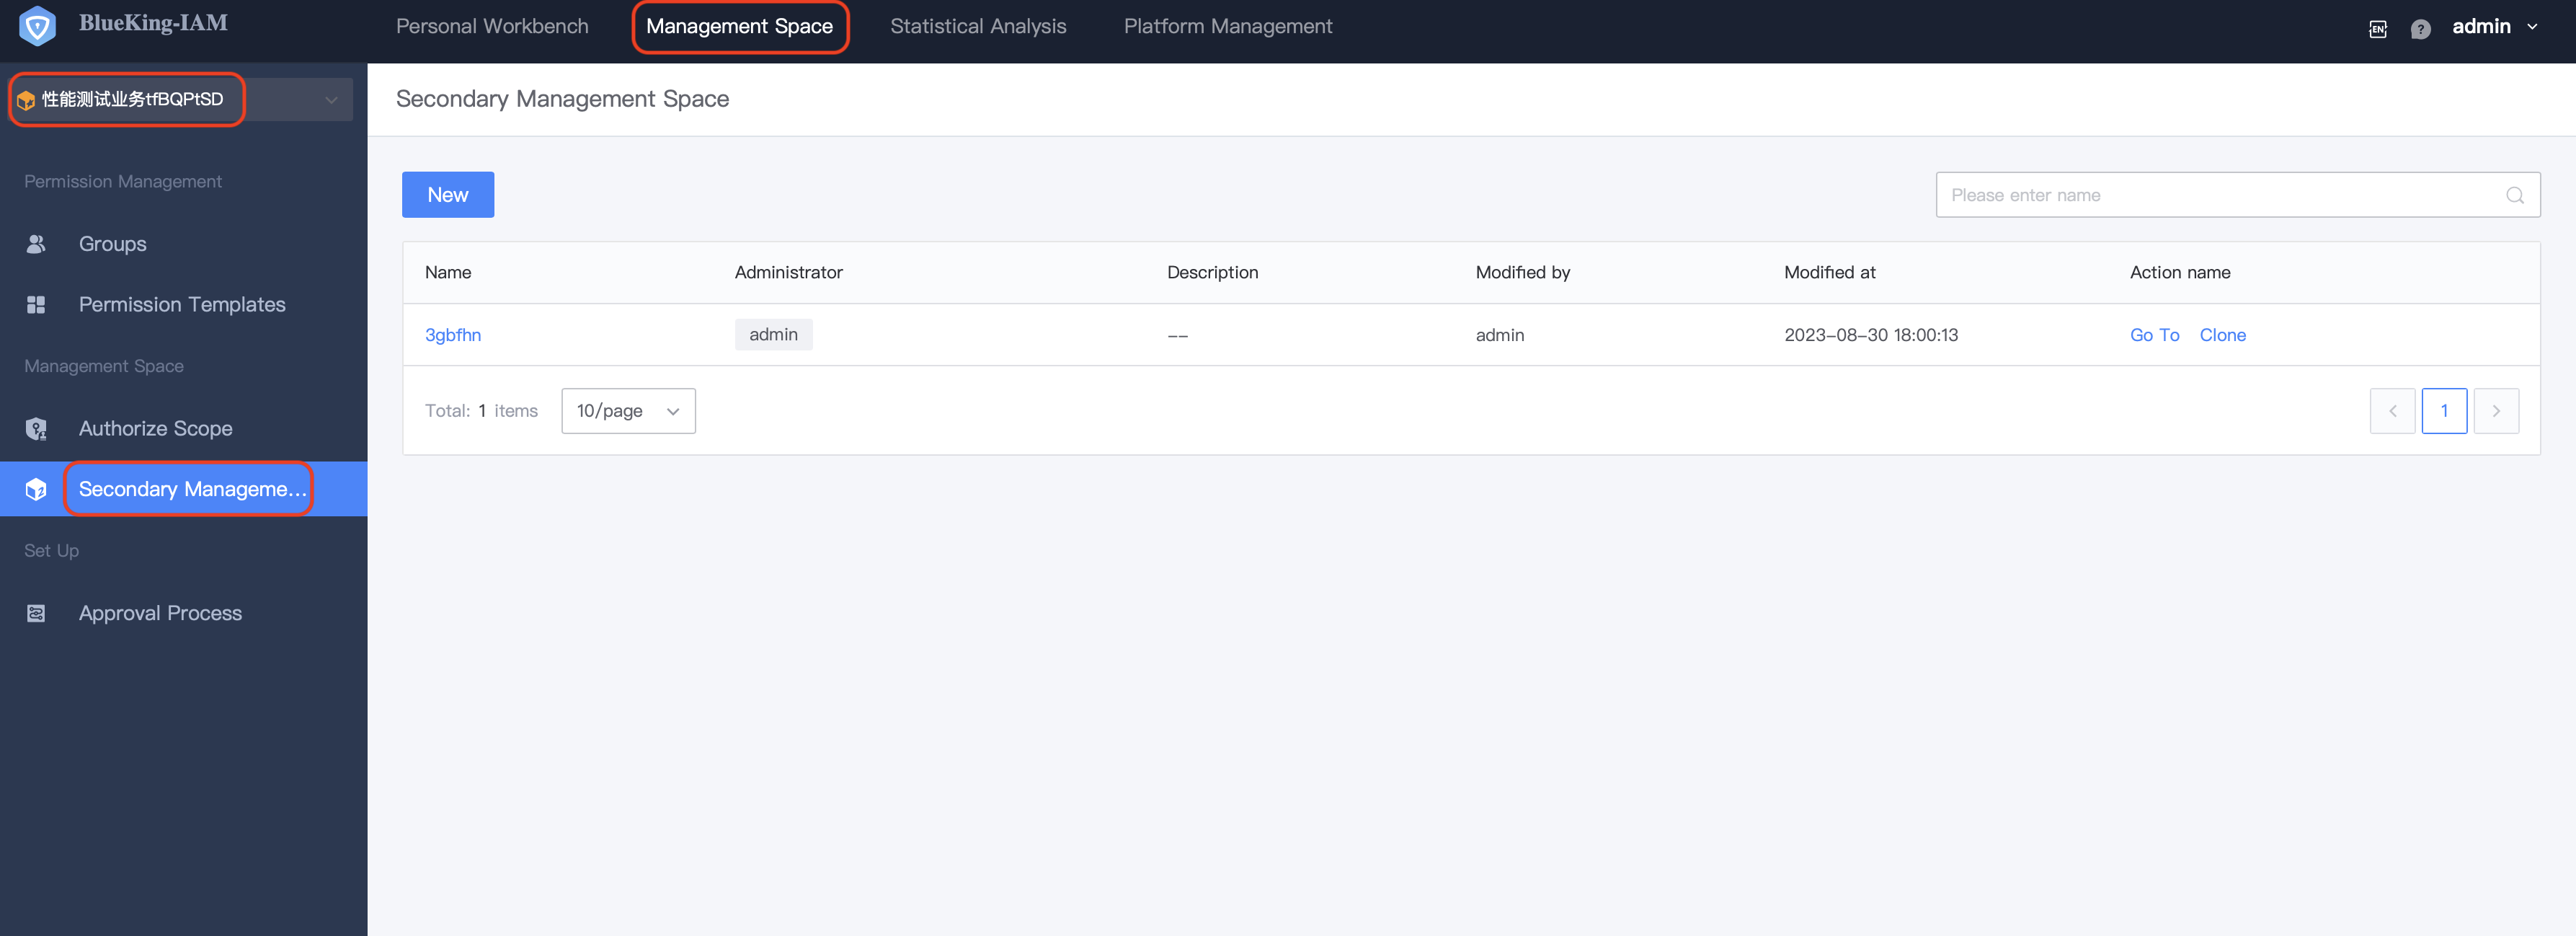 BlueKing-IAM
Personal Workbench
Management Space
Statistical Analysis
Platform Management
EN
?
admin
性能测试业务tfBQPtSD
Permission Management
Groups
Permission Templates
Management Space
Authorize Scope
Secondary Manageme...
Set Up
Approval Process
Secondary Management Space
New
Please enter name
Name Administrator Description Modified by Modified at Action name
3gbfhn admin -- admin 2023-08-30 18:00:13 Go To Clone
Total: 1 items 10/page 1